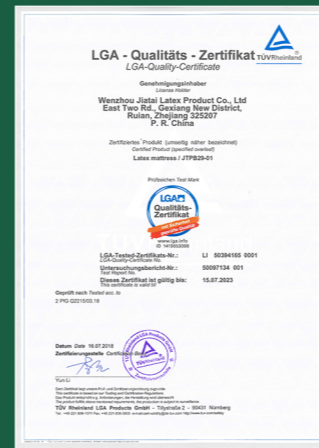 LGA - Qualitäts - Zertifikat
TÜVRheinland
LGA-Quality-Certificate
Genehmigungsinhaber
License Holder
Wenzhou Jiatai Latex Product Co., Ltd
East Two Rd., Gexiang New District,
Ruian, Zhejiang 325207
P. R. China
Zertifiziertes Produkt (umseitig näher bezeichnet)
Certified Product (specified overleaf)
Latex mattress / JTPB29-01
Prüfzeichen Test Mark
LGA
Qualitäts-
Zertifikat
www.lga.info
LGA-Tested-Zertifikats-Nr.: LI 50394165 0001
LGA-Quality-Certificate No.
Untersuchungsbericht-Nr.: 50097134 001
Test Report No.
Dieses Zertifikat ist gültig bis: 15.07.2023
This certificate is valid till
Geprüft nach Tested acc. to
2 PfG Q2210/03.18
Datum Date 16.07.2018
Zertifizierungsstelle
Yun Li
TÜV Rheinland LGA Products GmbH - Tillystraße 2 - 90431 Nürnberg